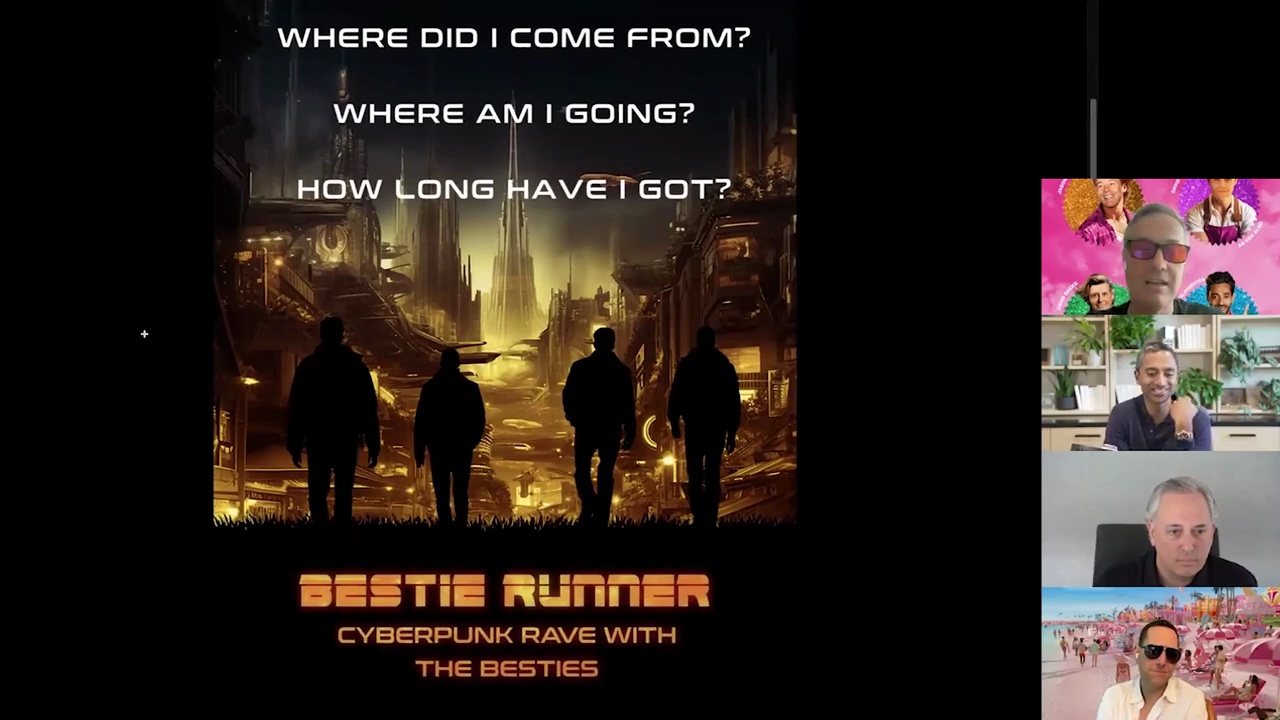 WHERE DID I COME FROM?
WHERE AM I GOING?
HOW LONG HAVE I GOT?
BESTIE RUNNER
CYBERPUNK RAVE WITH
THE BESTIES